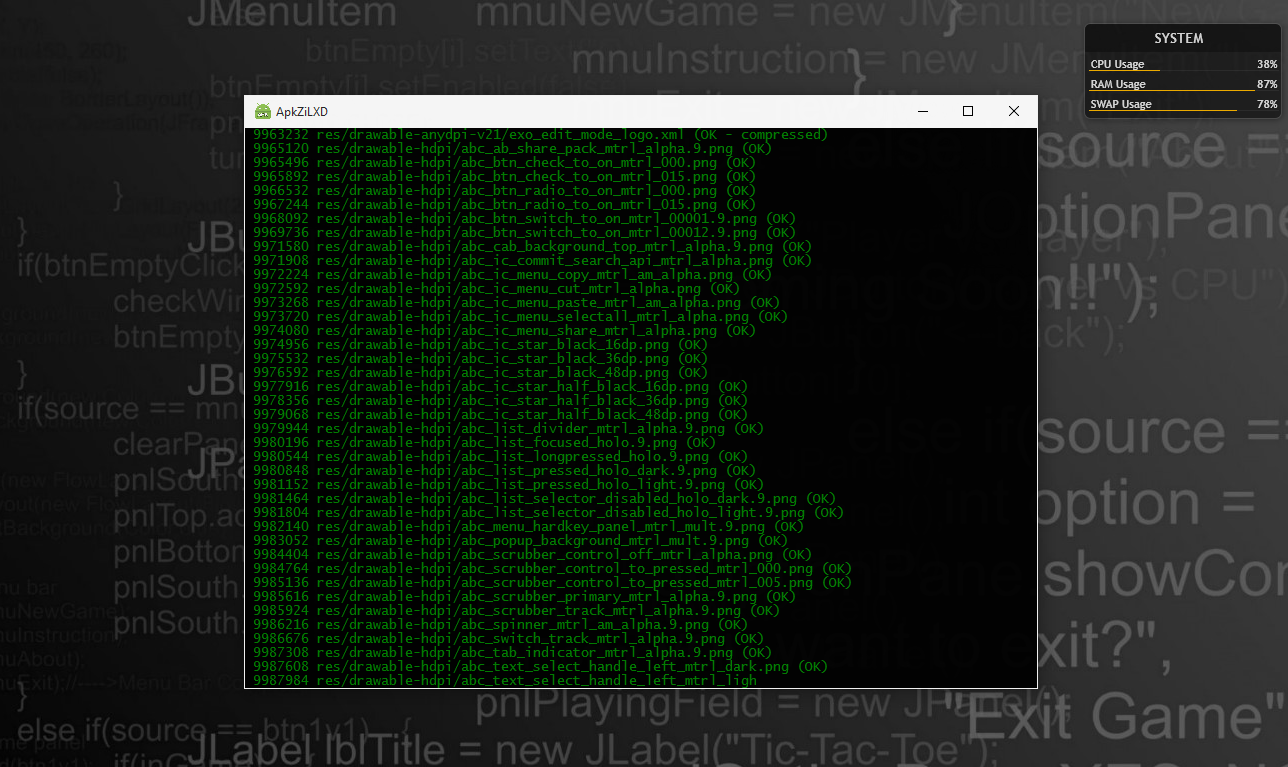 JMenuItem mnuNewGame = new JMenuItem("New Game
btnEmpty[i].setText
mnuInstruction = new JMen
btnEmpty[i].setEnabled
SYSTEM
CPU Usage 38%
RAM Usage 87%
SWAP Usage 78%
ApkZiLXD
9963232 res/drawable-anydpi-v21/exo_edit_mode_logo.xml (OK - compressed)
9965120 res/drawable-hdpi/abc_ab_share_pack_mtrl_alpha.9.png (OK)
9965496 res/drawable-hdpi/abc_btn_check_to_on_mtrl_000.png (OK)
9965892 res/drawable-hdpi/abc_btn_check_to_on_mtrl_015.png (OK)
9966532 res/drawable-hdpi/abc_btn_radio_to_on_mtrl_000.png (OK)
9967244 res/drawable-hdpi/abc_btn_radio_to_on_mtrl_015.png (OK)
9968092 res/drawable-hdpi/abc_btn_switch_to_on_mtrl_00001.9.png (OK)
9969736 res/drawable-hdpi/abc_btn_switch_to_on_mtrl_00012.9.png (OK)
9971580 res/drawable-hdpi/abc_cab_background_top_mtrl_alpha.9.png (OK)
9971908 res/drawable-hdpi/abc_ic_commit_search_api_mtrl_alpha.png (OK)
9972224 res/drawable-hdpi/abc_ic_menu_copy_mtrl_am_alpha.png (OK)
9972592 res/drawable-hdpi/abc_ic_menu_cut_mtrl_alpha.png (OK)
9973268 res/drawable-hdpi/abc_ic_menu_paste_mtrl_am_alpha.png (OK)
9973720 res/drawable-hdpi/abc_ic_menu_selectall_mtrl_alpha.png (OK)
9974080 res/drawable-hdpi/abc_ic_menu_share_mtrl_alpha.png (OK)
9974956 res/drawable-hdpi/abc_ic_star_black_16dp.png (OK)
9975532 res/drawable-hdpi/abc_ic_star_black_36dp.png (OK)
9976592 res/drawable-hdpi/abc_ic_star_black_48dp.png (OK)
9977916 res/drawable-hdpi/abc_ic_star_half_black_16dp.png (OK)
9978356 res/drawable-hdpi/abc_ic_star_half_black_36dp.png (OK)
9979068 res/drawable-hdpi/abc_ic_star_half_black_48dp.png (OK)
9979944 res/drawable-hdpi/abc_list_divider_mtrl_alpha.9.png (OK)
9980196 res/drawable-hdpi/abc_list_focused_holo.9.png (OK)
9980544 res/drawable-hdpi/abc_list_longpressed_holo.9.png (OK)
9980848 res/drawable-hdpi/abc_list_pressed_holo_dark.9.png (OK)
9981152 res/drawable-hdpi/abc_list_pressed_holo_light.9.png (OK)
9981464 res/drawable-hdpi/abc_list_selector_disabled_holo_dark.9.png (OK)
9981804 res/drawable-hdpi/abc_list_selector_disabled_holo_light.9.png (OK)
9982140 res/drawable-hdpi/abc_menu_hardkey_panel_mtrl_mult.9.png (OK)
9983052 res/drawable-hdpi/abc_popup_background_mtrl_mult.9.png (OK)
9984404 res/drawable-hdpi/abc_scrubber_control_off_mtrl_alpha.png (OK)
9984764 res/drawable-hdpi/abc_scrubber_control_to_pressed_mtrl_000.png (OK)
9985136 res/drawable-hdpi/abc_scrubber_control_to_pressed_mtrl_005.png (OK)
9985616 res/drawable-hdpi/abc_scrubber_primary_mtrl_alpha.9.png (OK)
9985924 res/drawable-hdpi/abc_scrubber_track_mtrl_alpha.9.png (OK)
9986216 res/drawable-hdpi/abc_spinner_mtrl_am_alpha.9.png (OK)
9986676 res/drawable-hdpi/abc_switch_track_mtrl_alpha.9.png (OK)
9987308 res/drawable-hdpi/abc_tab_indicator_mtrl_alpha.9.png (OK)
9987608 res/drawable-hdpi/abc_text_select_handle_left_mtrl_dark.png (OK)
9987984 res/drawable-hdpi/abc_text_select_handle_left_mtrl_ligh
}
}
JBu
if(btnEmptyClick
checkWin
btnEmpty
}
JBu
if(source == mnu
clearPane
JPa
pnlSouth
pnlTop.ad
pnlBottom
pnlSouth.
pnlSouth.
}
source =
JOptionPan
!!");
source ==
option =
showCon
exit?",
"Exit Game"
pnlPlayingField = new JPanel();
else if(source == btn1v1) {
JLabel lblTitle = new JLabel("Tic-Tac-Toe");